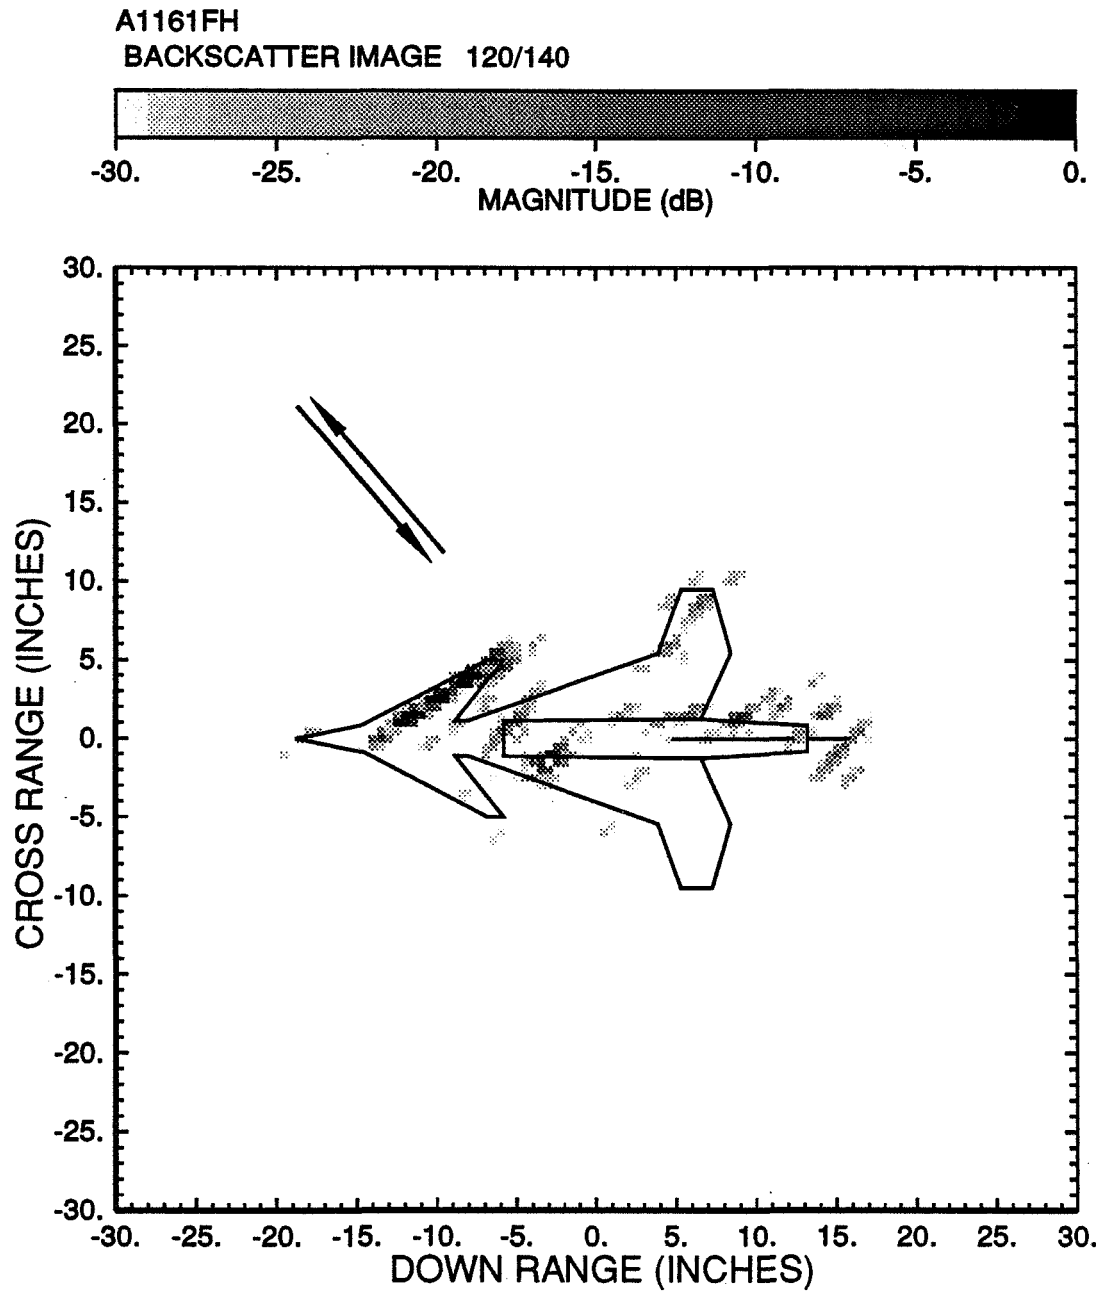 A1161FH
BACKSCATTER IMAGE 120/140
-30. -25. -20. -15. -10. -5. 0.
MAGNITUDE (dB)
30.
25.
20.
15.
10.
5.
0.
-5.
-10.
-15.
-20.
-25.
-30.
CROSS RANGE (INCHES)
-30. -25. -20. -15. -10. -5. 0. 5. 10. 15. 20. 25. 30.
DOWN RANGE (INCHES)